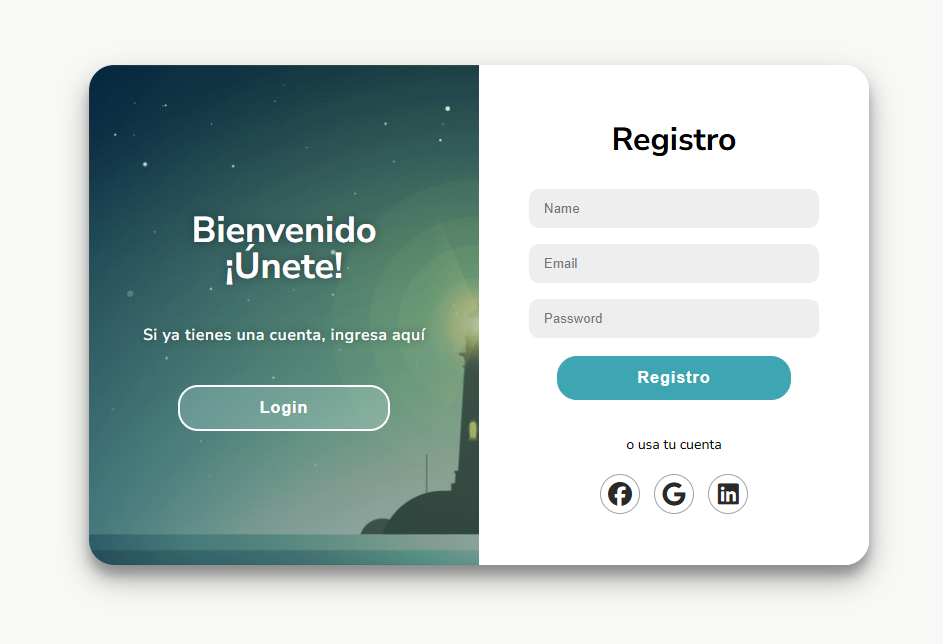 Bienvenido
¡Únete!
Si ya tienes una cuenta, ingresa aquí
Login
Registro
Name
Email
Password
Registro
o usa tu cuenta